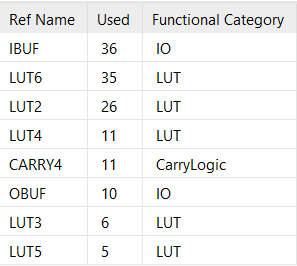 Ref Name Used Functional Category
IBUF 36 IO
LUT6 35 LUT
LUT2 26 LUT
LUT4 11 LUT
CARRY4 11 CarryLogic
OBUF 10 IO
LUT3 6 LUT
LUT5 5 LUT